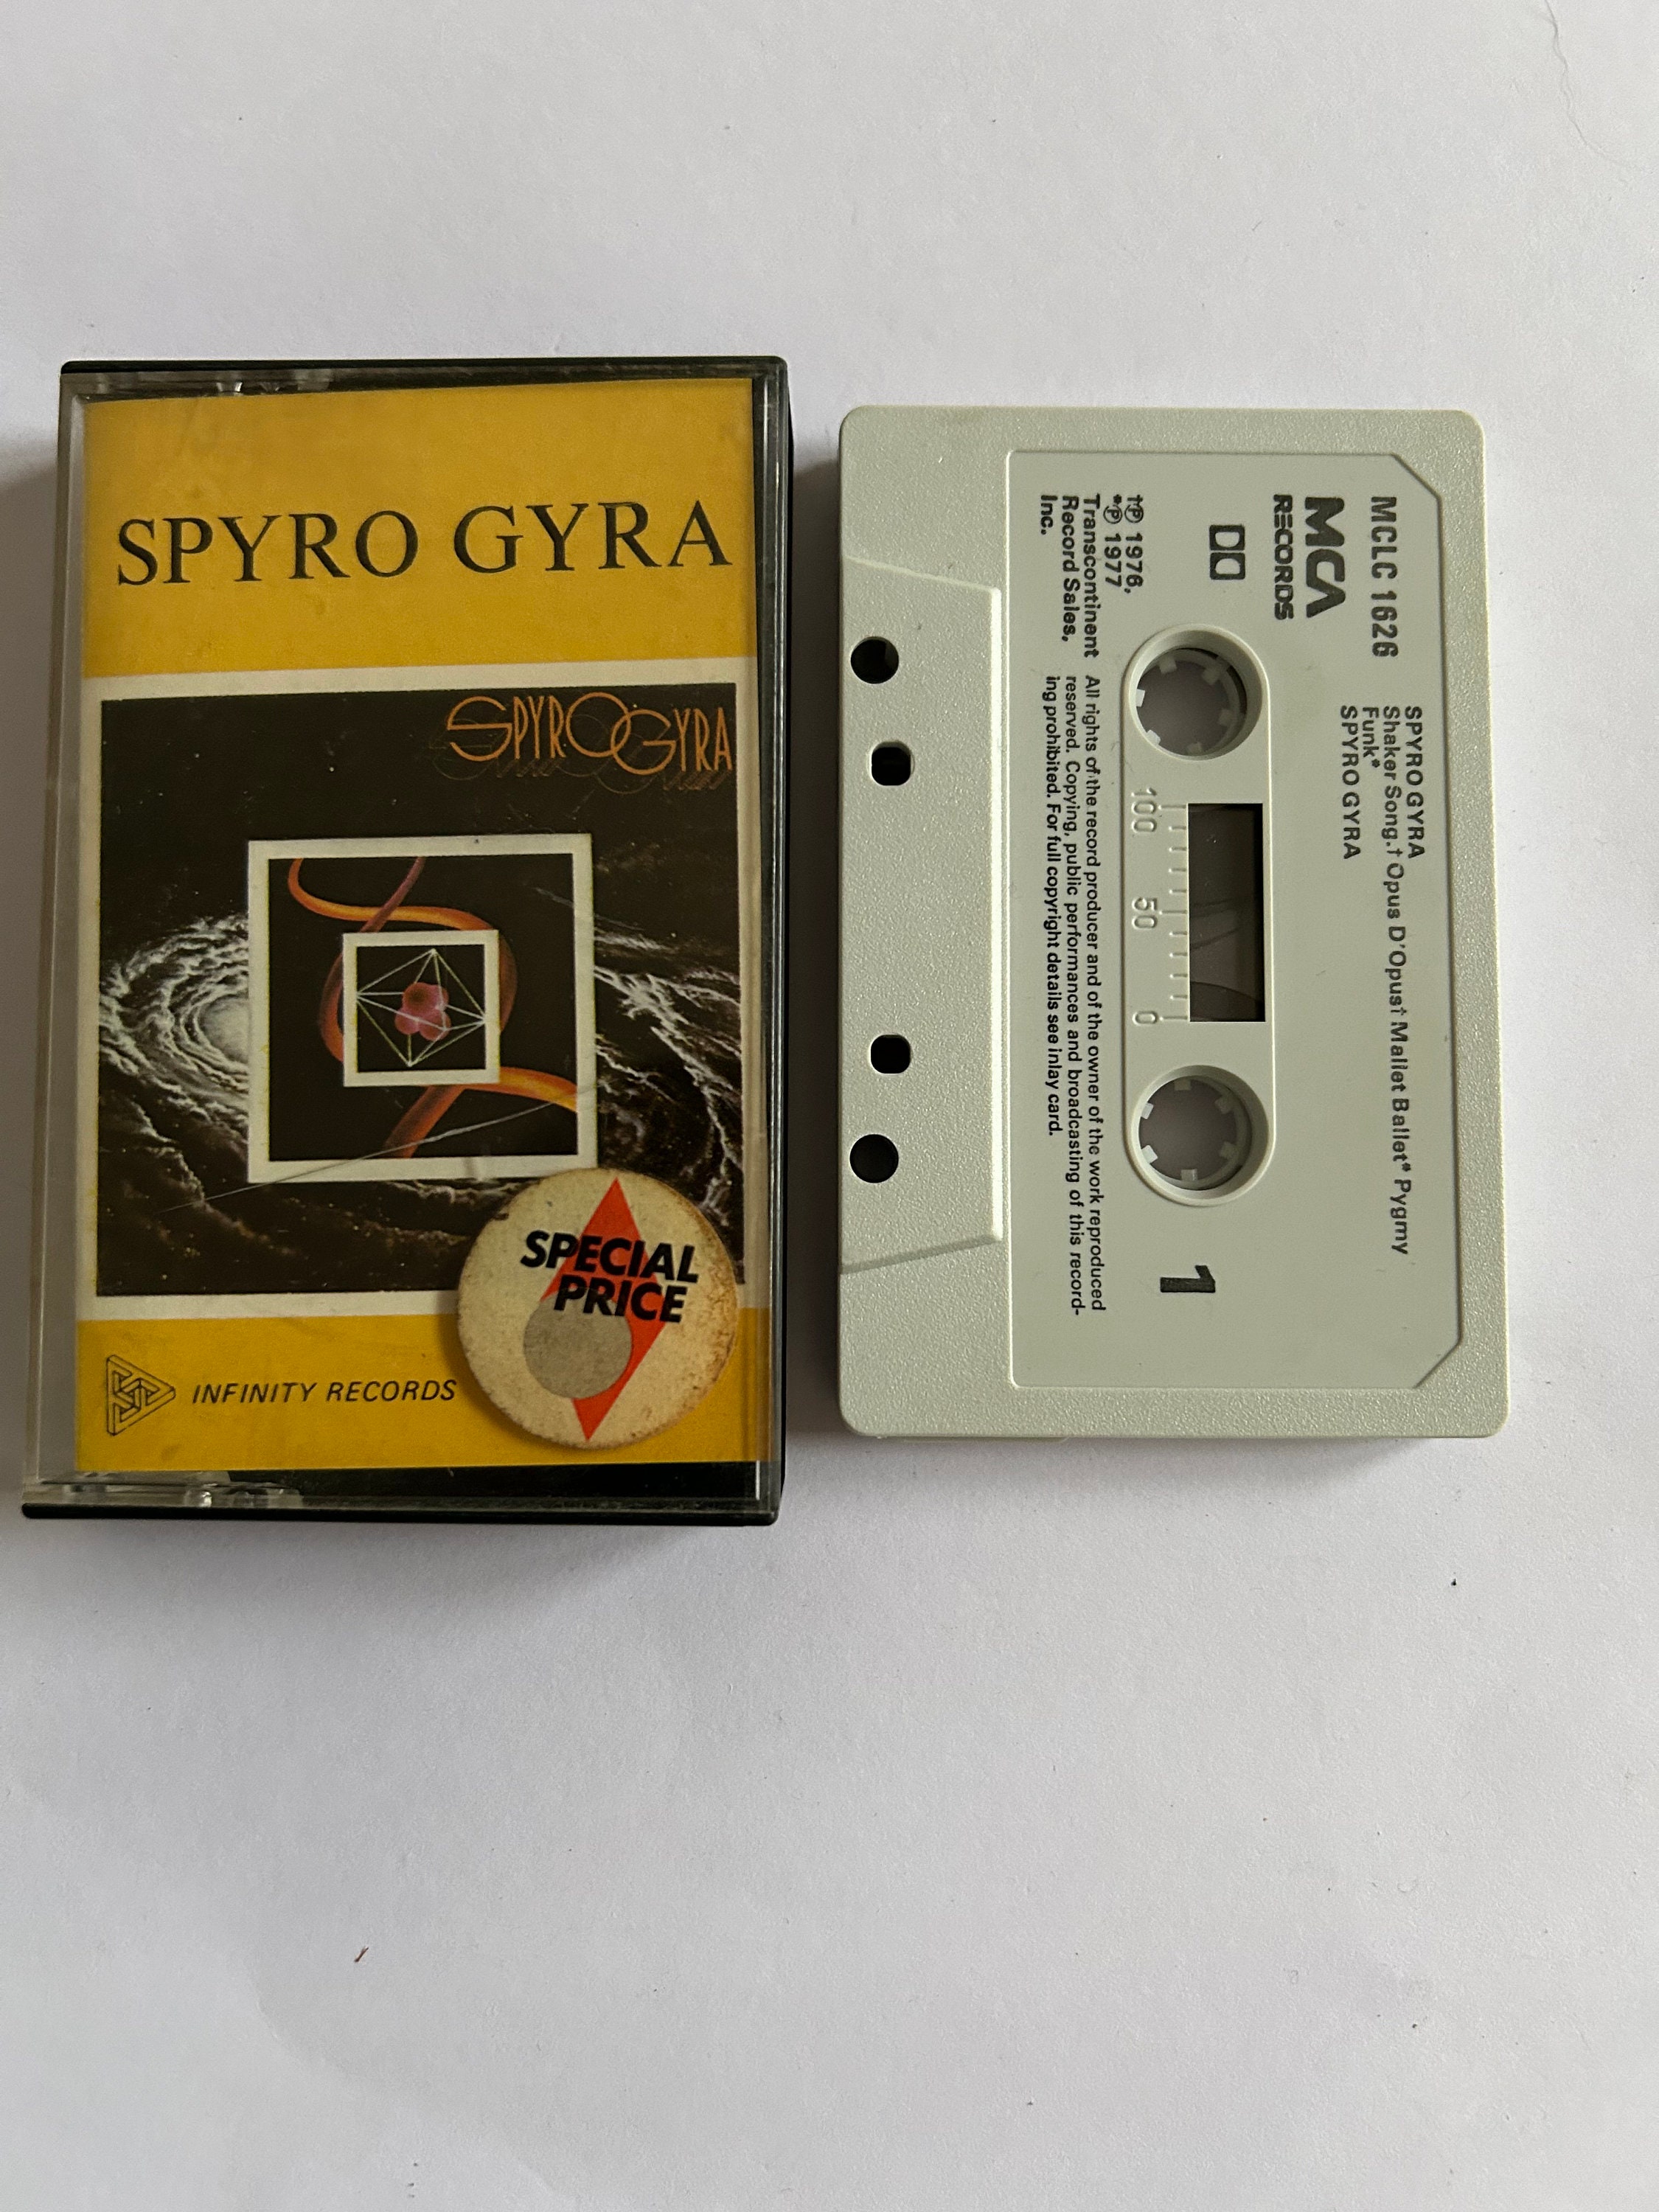 SPYRO GYRA
SPYRO GYRA
SPECIAL
PRICE
INFINITY RECORDS
SPYRO GYRA
Shaker Song.† Opus D'Opus† Mallet Ballet* Pygmy
Funk*
SPYRO GYRA
MCLC 1626
MCA
RECORDS
1
100 50 0
†Ⓟ 1976.
*Ⓟ 1977
Transcontinent
Record Sales,
Inc.
All rights of the record producer and of the owner of the work reproduced
reserved. Copying, public performances and broadcasting of this record-
ing prohibited. For full copyright details see inlay card.